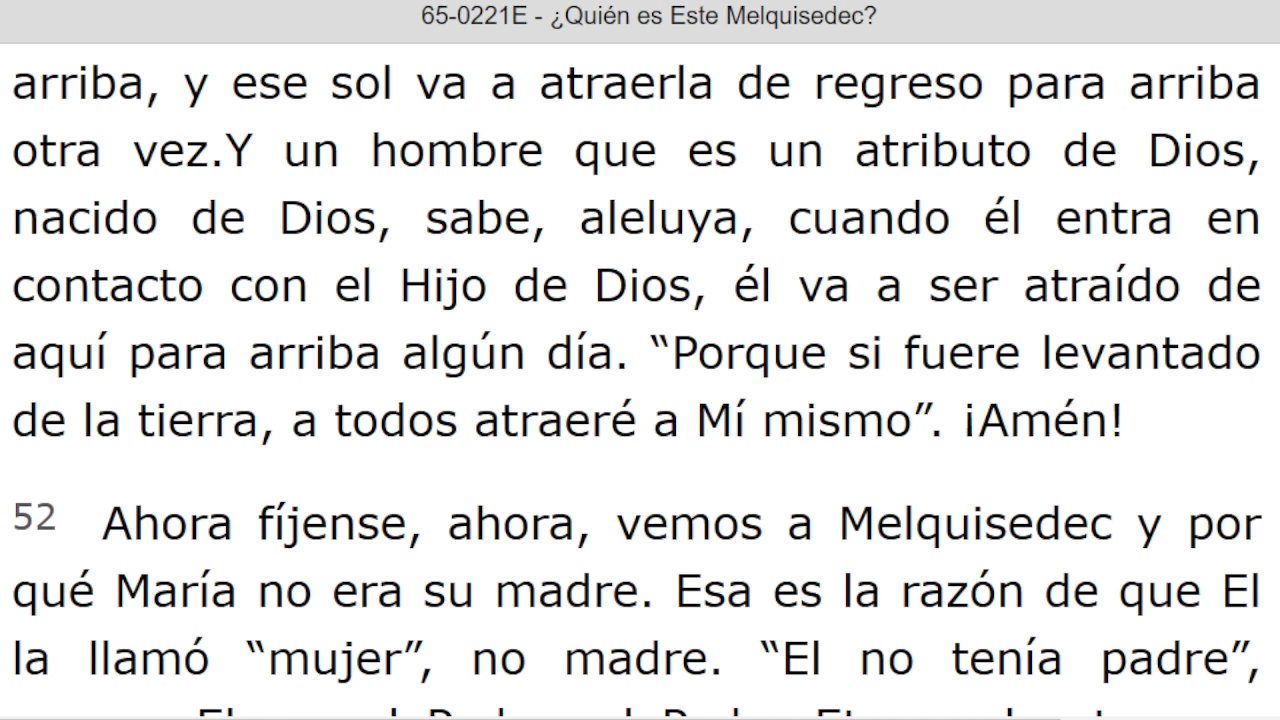 65-0221E - ¿Quién es Este Melquisedec?
arriba, y ese sol va a atraerla de regreso para arriba
otra vez.Y un hombre que es un atributo de Dios,
nacido de Dios, sabe, aleluya, cuando él entra en
contacto con el Hijo de Dios, él va a ser atraído de
aquí para arriba algún día. “Porque si fuere levantado
de la tierra, a todos atraeré a Mí mismo”. ¡Amén!
52 Ahora fíjense, ahora, vemos a Melquisedec y por
qué María no era su madre. Esa es la razón de que El
la llamó “mujer”, no madre. “El no tenía padre”,